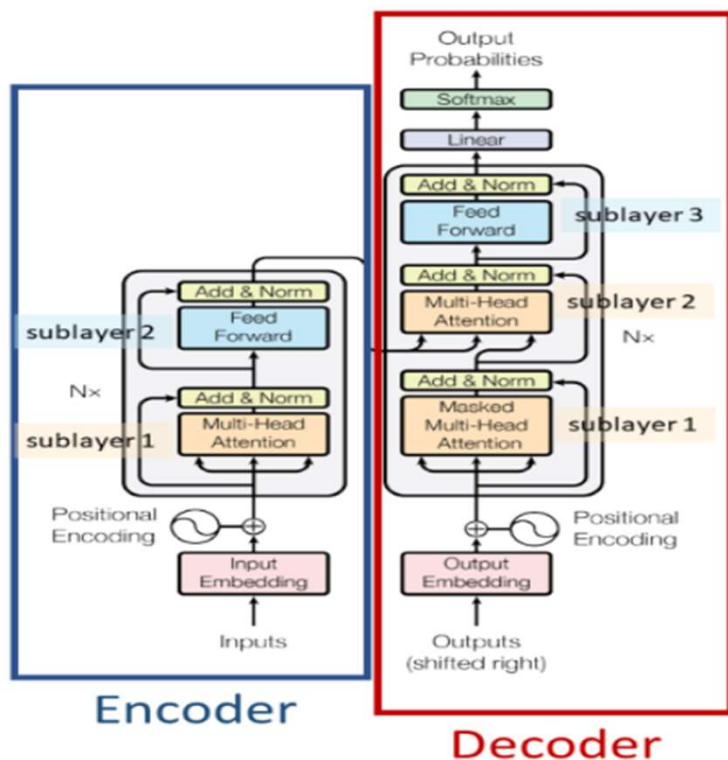 Output
Probabilities
Softmax
Linear
Add & Norm
Feed
Forward
sublayer 3
Add & Norm
Multi-Head
Attention
sublayer 2
Nx
Add & Norm
Masked
Multi-Head
Attention
sublayer 1
Positional
Encoding
Output
Embedding
Outputs
(shifted right)
Decoder
Add & Norm
Feed
Forward
sublayer 2
Nx
Add & Norm
Multi-Head
Attention
sublayer 1
Positional
Encoding
Input
Embedding
Inputs
Encoder